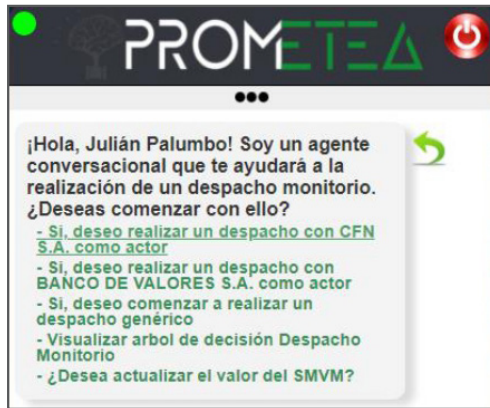 PROMETEA
¡Hola, Julián Palumbo! Soy un agente
conversacional que te ayudará a la
realización de un despacho monitorio.
¿Deseas comenzar con ello?
- Si, deseo realizar un despacho con CFN
S.A. como actor
- Si, deseo realizar un despacho con
BANCO DE VALORES S.A. como actor
- Si, deseo comenzar a realizar un
despacho genérico
- Visualizar arbol de decisión Despacho
Monitorio
- ¿Desea actualizar el valor del SMVM?